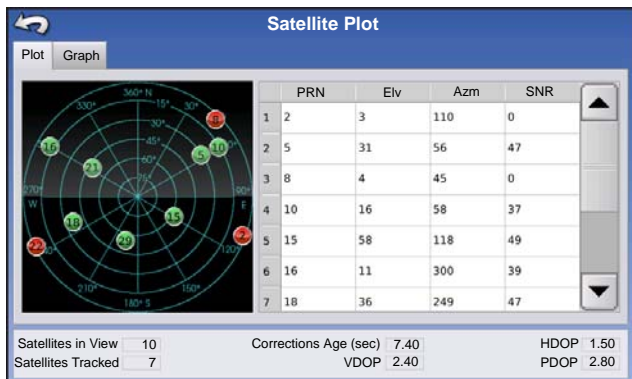 Satellite Plot
Plot Graph
360° N
330° 15° 30°
30°
45°
60°
75°
270° 90°
W E
120°
210° 150°
180° S
8
16 5 10
21
18 15
22 29 2
PRN Elv Azm SNR
1 2 3 110 0
2 5 31 56 47
3 8 4 45 0
4 10 16 58 37
5 15 58 118 49
6 16 11 300 39
7 18 36 249 47
Satellites in View 10 Corrections Age (sec) 7.40 HDOP 1.50
Satellites Tracked 7 VDOP 2.40 PDOP 2.80